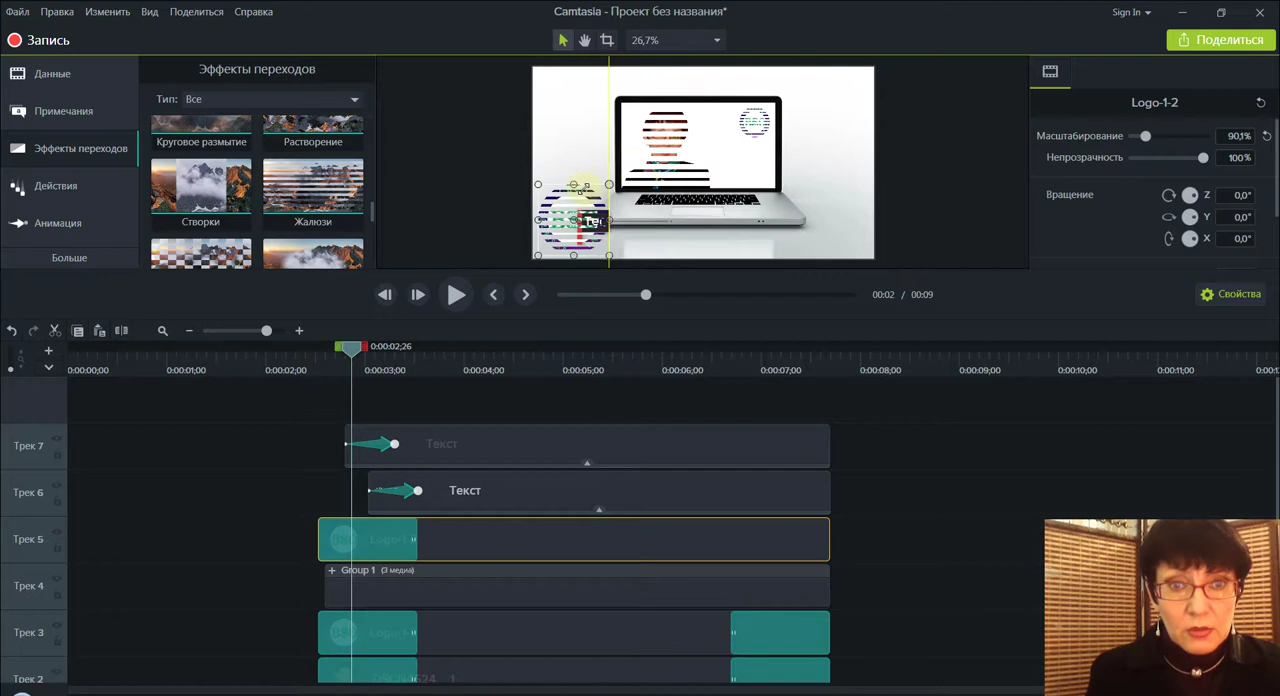 Файл Правка Изменить Вид Поделиться Справка
Camtasia - Проект без названия*
Sign In
Запись
26,7%
Поделиться
Данные
Примечания
Эффекты переходов
Действия
Анимация
Больше
Эффекты переходов
Тип: Все
Круговое размытие Растворение
Створки Жалюзи
Logo-1-2
Масштабирование 90,1%
Непрозрачность 100%
Вращение Z 0,0°
Y 0,0°
X 0,0°
00:02 / 00:09
Свойства
0:00:02;26
0:00:00;00 0:00:01;00 0:00:02;00 0:00:03;00 0:00:04;00 0:00:05;00 0:00:06;00 0:00:07;00 0:00:08;00 0:00:09;00 0:00:10;00 0:00:11;00
Трек 7 Текст
Трек 6 Текст
Трек 5
Трек 4 + Group 1 (3 медиа)
Трек 3
Трек 2